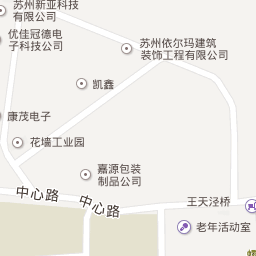 苏州新亚科技
有限公司
优佳冠德电
子科技公司
苏州依尔玛建筑
装饰工程有限公司
凯鑫
康茂电子
花墙工业园
嘉源包装
制品公司
中心路
中心路
王天泾桥
老年活动室